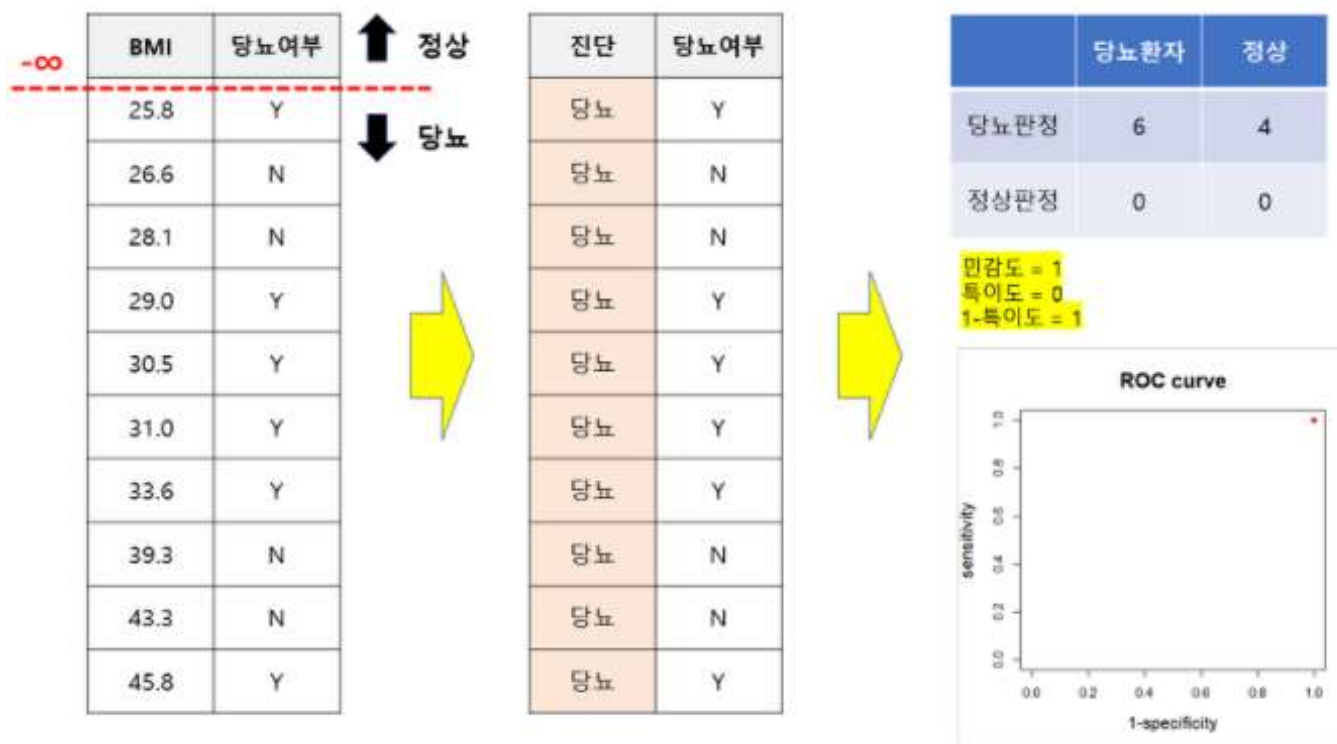 -∞
BMI 당뇨여부
25.8 Y
26.6 N
28.1 N
29.0 Y
30.5 Y
31.0 Y
33.6 Y
39.3 N
43.3 N
45.8 Y
정상
당뇨
진단 당뇨여부
당뇨 Y
당뇨 N
당뇨 N
당뇨 Y
당뇨 Y
당뇨 Y
당뇨 Y
당뇨 N
당뇨 N
당뇨 Y
당뇨환자 정상
당뇨판정 6 4
정상판정 0 0
민감도 = 1
특이도 = 0
1-특이도 = 1
ROC curve
sensitivity
1.0
0.8
0.6
0.4
0.2
0.0
0.0 0.2 0.4 0.6 0.8 1.0
1-specificity